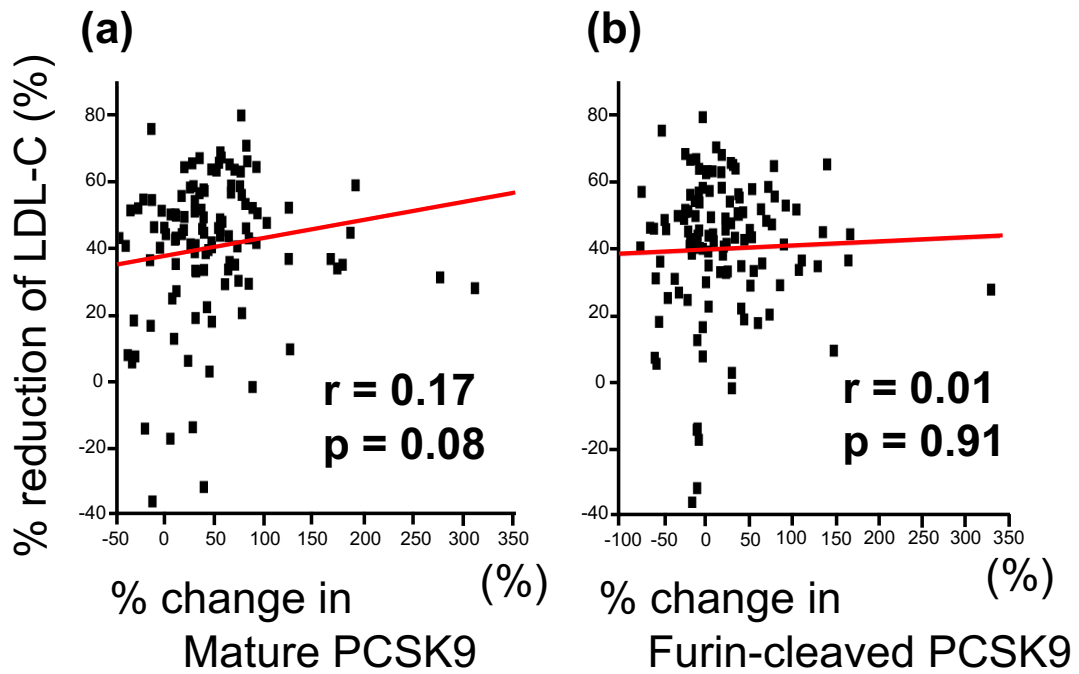 (a)
(b)
% reduction of LDL-C (%)
80
60
40
20
0
-20
-40
-50 0 50 100 150 200 250 300 350
r = 0.17
p = 0.08
(%)
% change in
Mature PCSK9
80
60
40
20
0
-20
-40
-100 -50 0 50 100 150 200 250 300 350
r = 0.01
p = 0.91
(%)
% change in
Furin-cleaved PCSK9